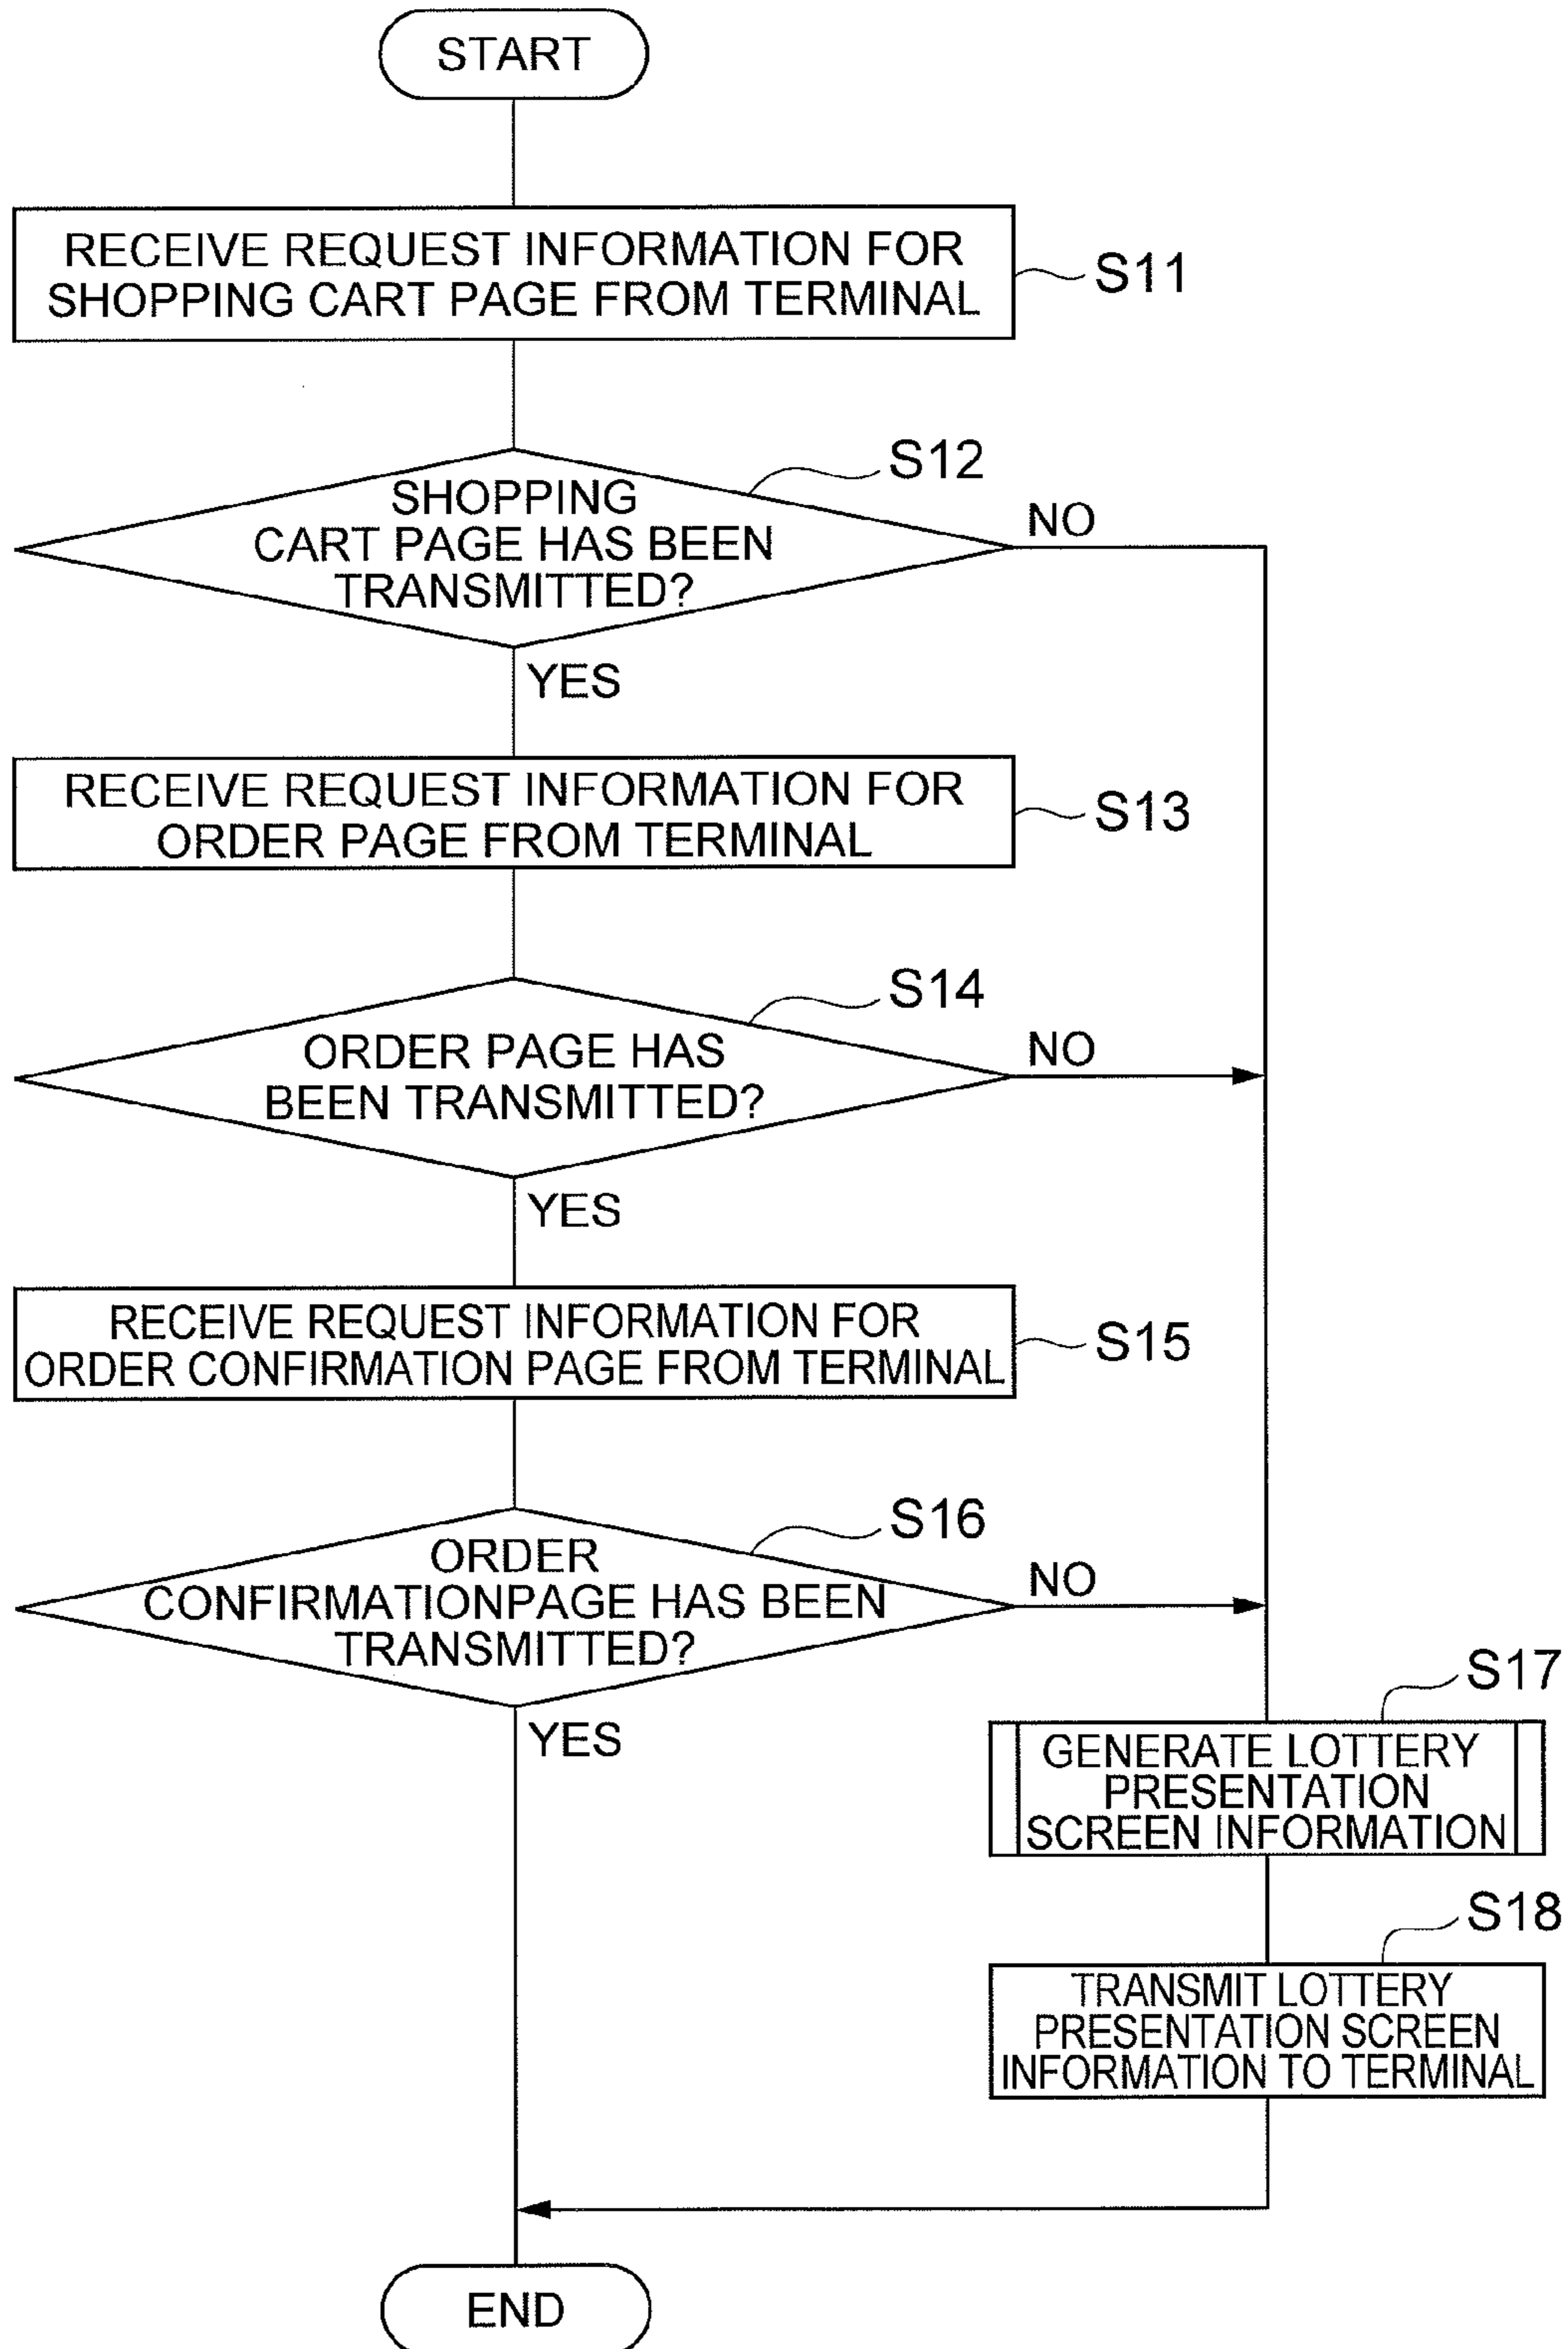 START
RECEIVE REQUEST INFORMATION FOR
SHOPPING CART PAGE FROM TERMINAL
S11
S12
SHOPPING
CART PAGE HAS BEEN
TRANSMITTED?
NO
YES
RECEIVE REQUEST INFORMATION FOR
ORDER PAGE FROM TERMINAL
S13
S14
ORDER PAGE HAS
BEEN TRANSMITTED?
NO
YES
RECEIVE REQUEST INFORMATION FOR
ORDER CONFIRMATION PAGE FROM TERMINAL
S15
S16
ORDER
CONFIRMATIONPAGE HAS BEEN
TRANSMITTED?
NO
YES
S17
GENERATE LOTTERY
PRESENTATION
SCREEN INFORMATION
S18
TRANSMIT LOTTERY
PRESENTATION SCREEN
INFORMATION TO TERMINAL
END